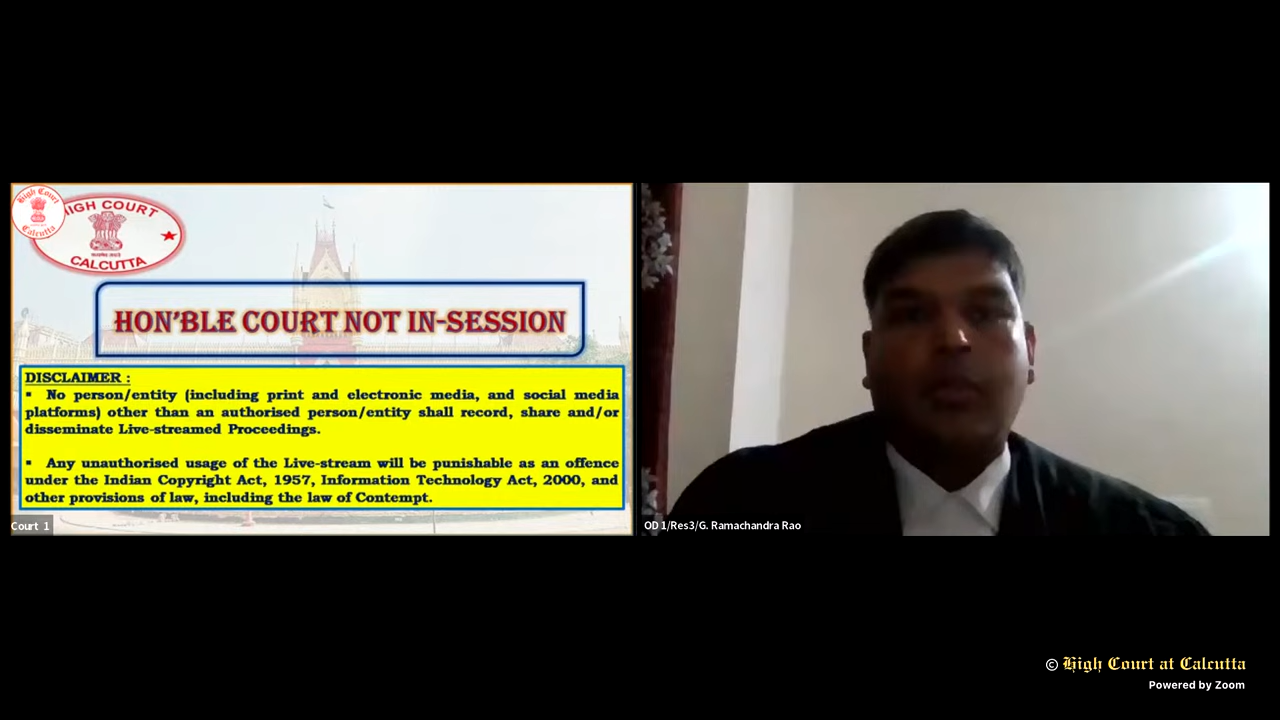 High Court
Calcutta
HIGH COURT
CALCUTTA
HON'BLE COURT NOT IN-SESSION
DISCLAIMER :
▪ No person/entity (including print and electronic media, and social media
platforms) other than an authorised person/entity shall record, share and/or
disseminate Live-streamed Proceedings.
▪ Any unauthorised usage of the Live-stream will be punishable as an offence
under the Indian Copyright Act, 1957, Information Technology Act, 2000, and
other provisions of law, including the law of Contempt.
Court 1
OD 1/Res3/G. Ramachandra Rao
© High Court at Calcutta
Powered by Zoom